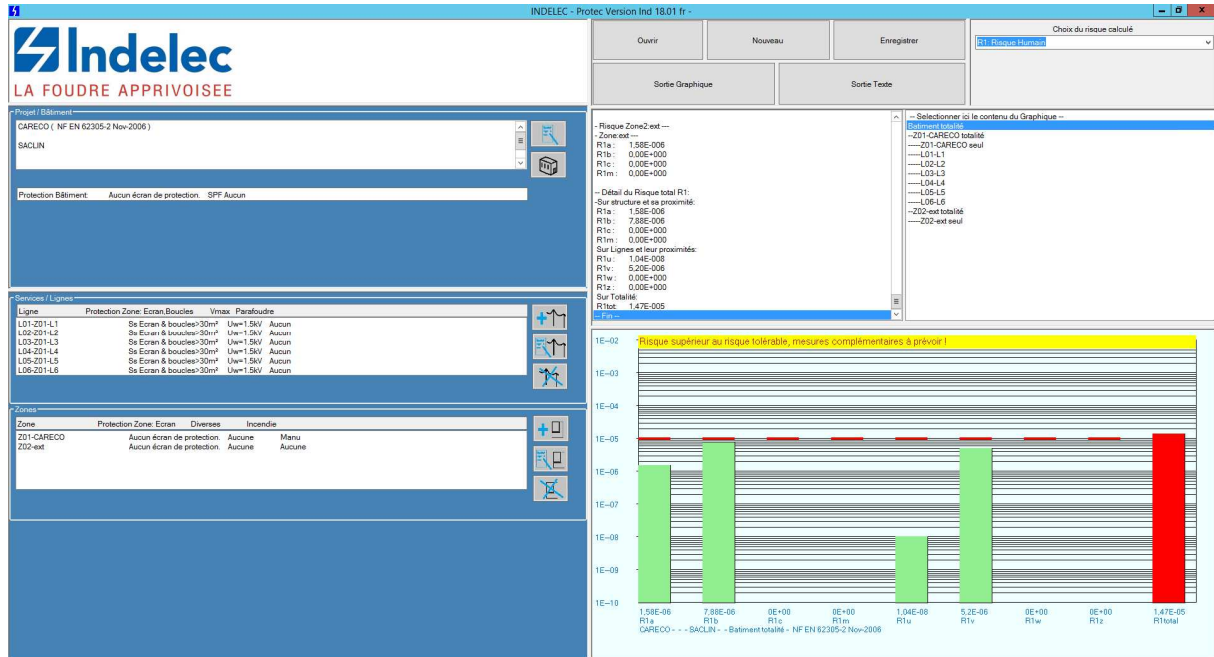 INDELEC - Protec Version Ind 18.01 fr -
Indelec
LA FOUDRE APPRIVOISEE
Ouvrir
Nouveau
Enregistrer
Sortie Graphique
Sortie Texte
Choix du risque calculé
R1: Risque Humain
Projet / Bâtiment
CARECO ( NF EN 62305-2 Nov-2006 )
SACLIN
Protection Bâtiment: Aucun écran de protection. SPF Aucun
Services / Lignes
Ligne Protection Zone: Ecran,Boucles Vmax Parafoudre
L01-Z01-L1 Ss Ecran & boucles>30m² Uw=1.5kV Aucun
L02-Z01-L2 Ss Ecran & boucles>30m² Uw=1.5kV Aucun
L03-Z01-L3 Ss Ecran & boucles>30m² Uw=1.5kV Aucun
L04-Z01-L4 Ss Ecran & boucles>30m² Uw=1.5kV Aucun
L05-Z01-L5 Ss Ecran & boucles>30m² Uw=1.5kV Aucun
L06-Z01-L6 Ss Ecran & boucles>30m² Uw=1.5kV Aucun
Zones
Zone Protection Zone: Ecran Diverses Incendie
Z01-CARECO Aucun écran de protection. Aucune Manu
Z02-ext Aucun écran de protection. Aucune Aucune
- Risque Zone2:ext ---
- Zone:ext ---
R1a : 1,58E-006
R1b : 0,00E+000
R1c : 0,00E+000
R1m : 0,00E+000
-- Détail du Risque total R1:
-Sur structure et sa proximité:
R1a : 1,58E-006
R1b : 7,88E-006
R1c : 0,00E+000
R1m : 0,00E+000
Sur Lignes et leur proximités:
R1u : 1,04E-008
R1v : 5,20E-006
R1w : 0,00E+000
R1z : 0,00E+000
Sur Totalité:
R1tot: 1,47E-005
-- Fin --
-- Selectionner ici le contenu du Graphique --
Batiment totalité
--Z01-CARECO totalité
-----Z01-CARECO seul
-----L01-L1
-----L02-L2
-----L03-L3
-----L04-L4
-----L05-L5
-----L06-L6
--Z02-ext totalité
-----Z02-ext seul
Risque supérieur au risque tolérable, mesures complémentaires à prévoir !
1E-02
1E-03
1E-04
1E-05
1E-06
1E-07
1E-08
1E-09
1E-10
1,58E-06 7,88E-06 0E+00 0E+00 1,04E-08 5,2E-06 0E+00 0E+00 1,47E-05
R1a R1b R1c R1m R1u R1v R1w R1z R1total
CARECO - - - SACLIN - - Batiment totalité - NF EN 62305-2 Nov-2006